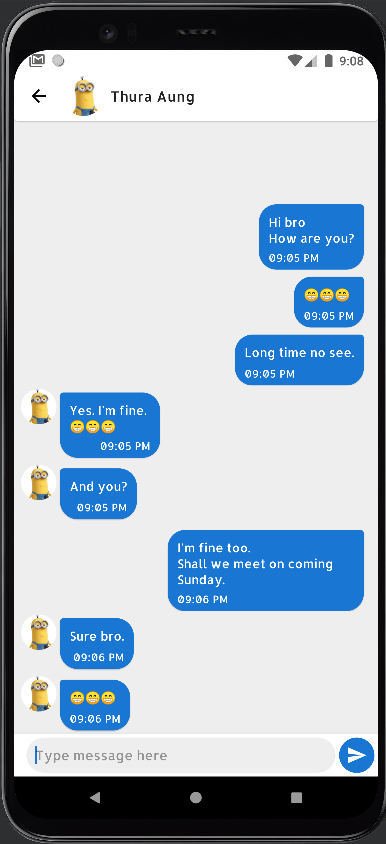 9:08
Thura Aung
Hi bro
How are you?
09:05 PM
😁😁😁
09:05 PM
Long time no see.
09:05 PM
Yes. I'm fine.
😁😁😁
09:05 PM
And you?
09:05 PM
I'm fine too.
Shall we meet on coming
Sunday.
09:06 PM
Sure bro.
09:06 PM
😁😁😁
09:06 PM
Type message here